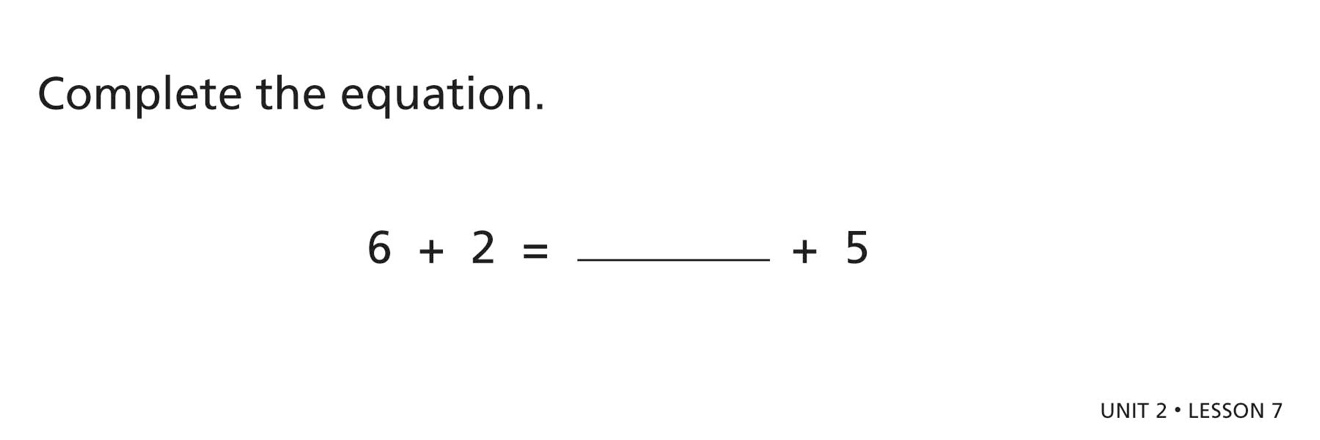 Complete the equation.
6 + 2 = ________ + 5
UNIT 2 • LESSON 7